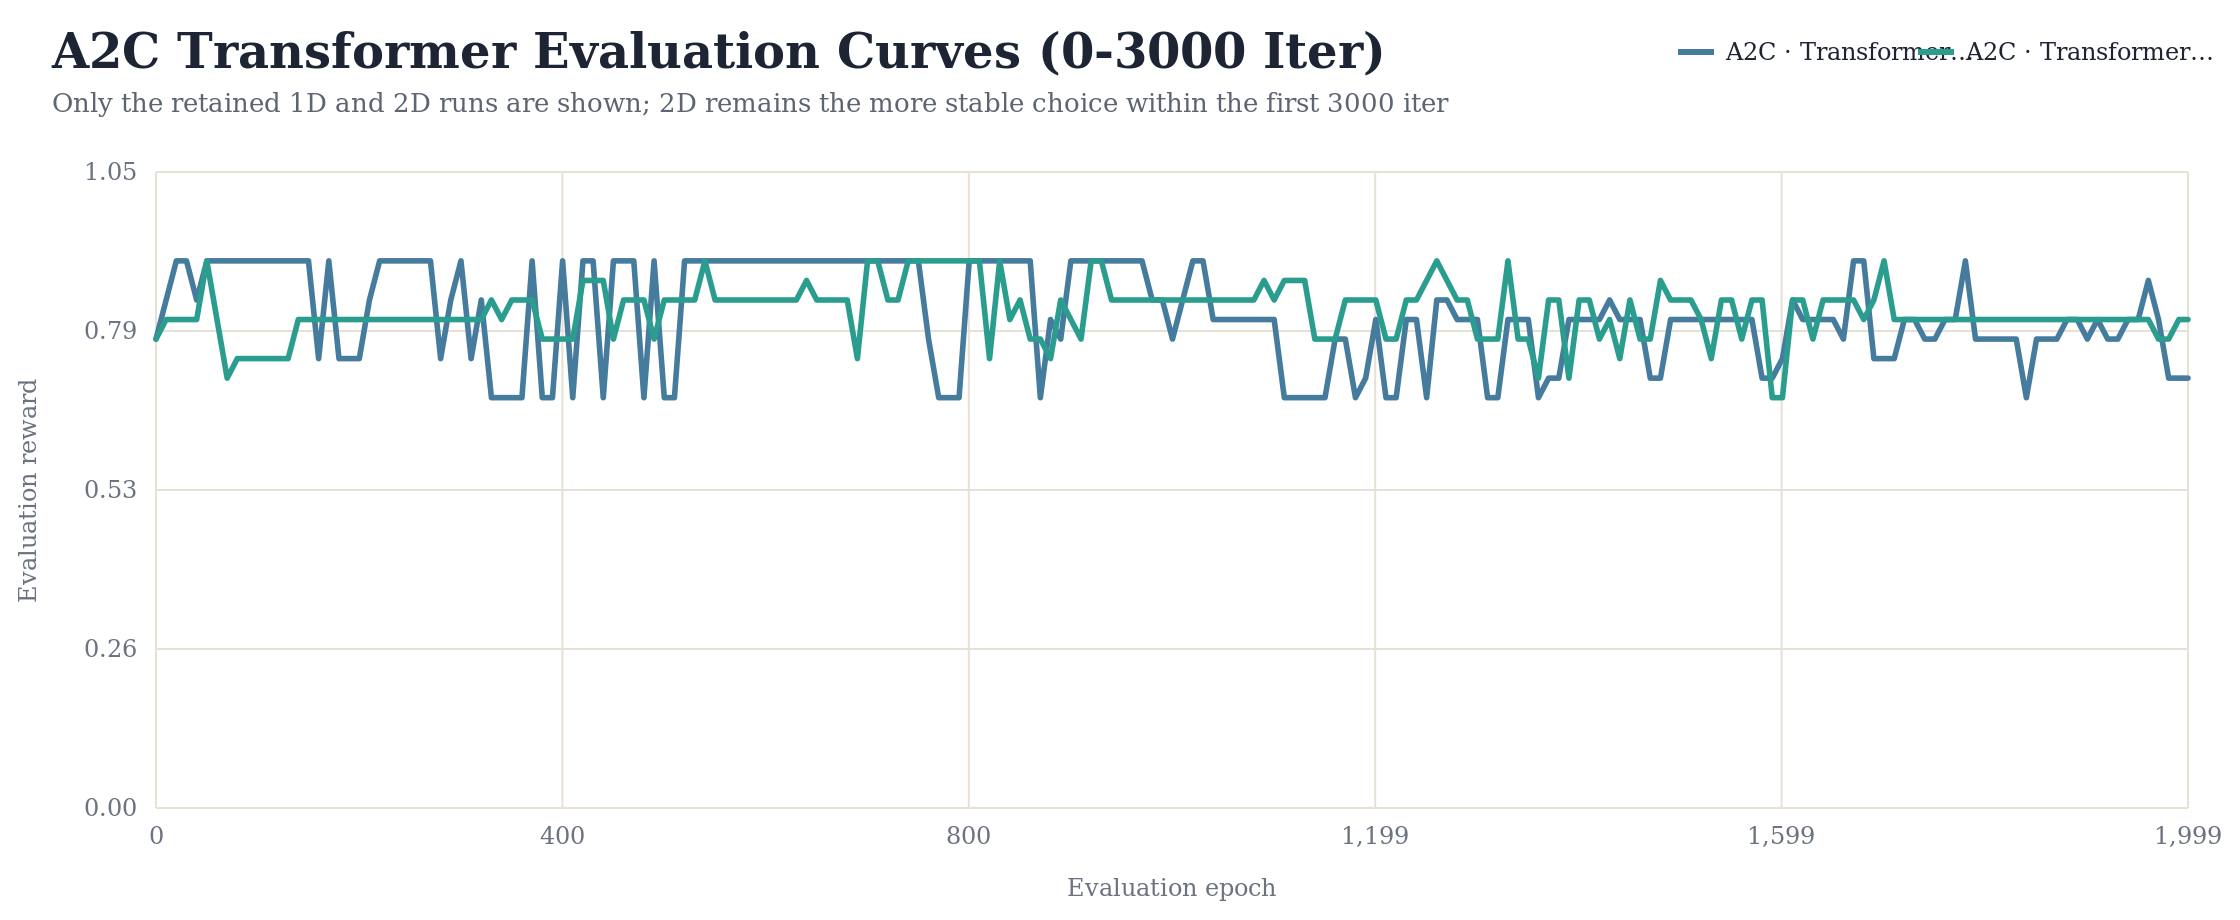 A2C Transformer Evaluation Curves (0-3000 Iter)
A2C · Transformer… A2C · Transformer…
Only the retained 1D and 2D runs are shown; 2D remains the more stable choice within the first 3000 iter
1.05
0.79
0.53
0.26
0.00
Evaluation reward
0 400 800 1,199 1,599 1,999
Evaluation epoch